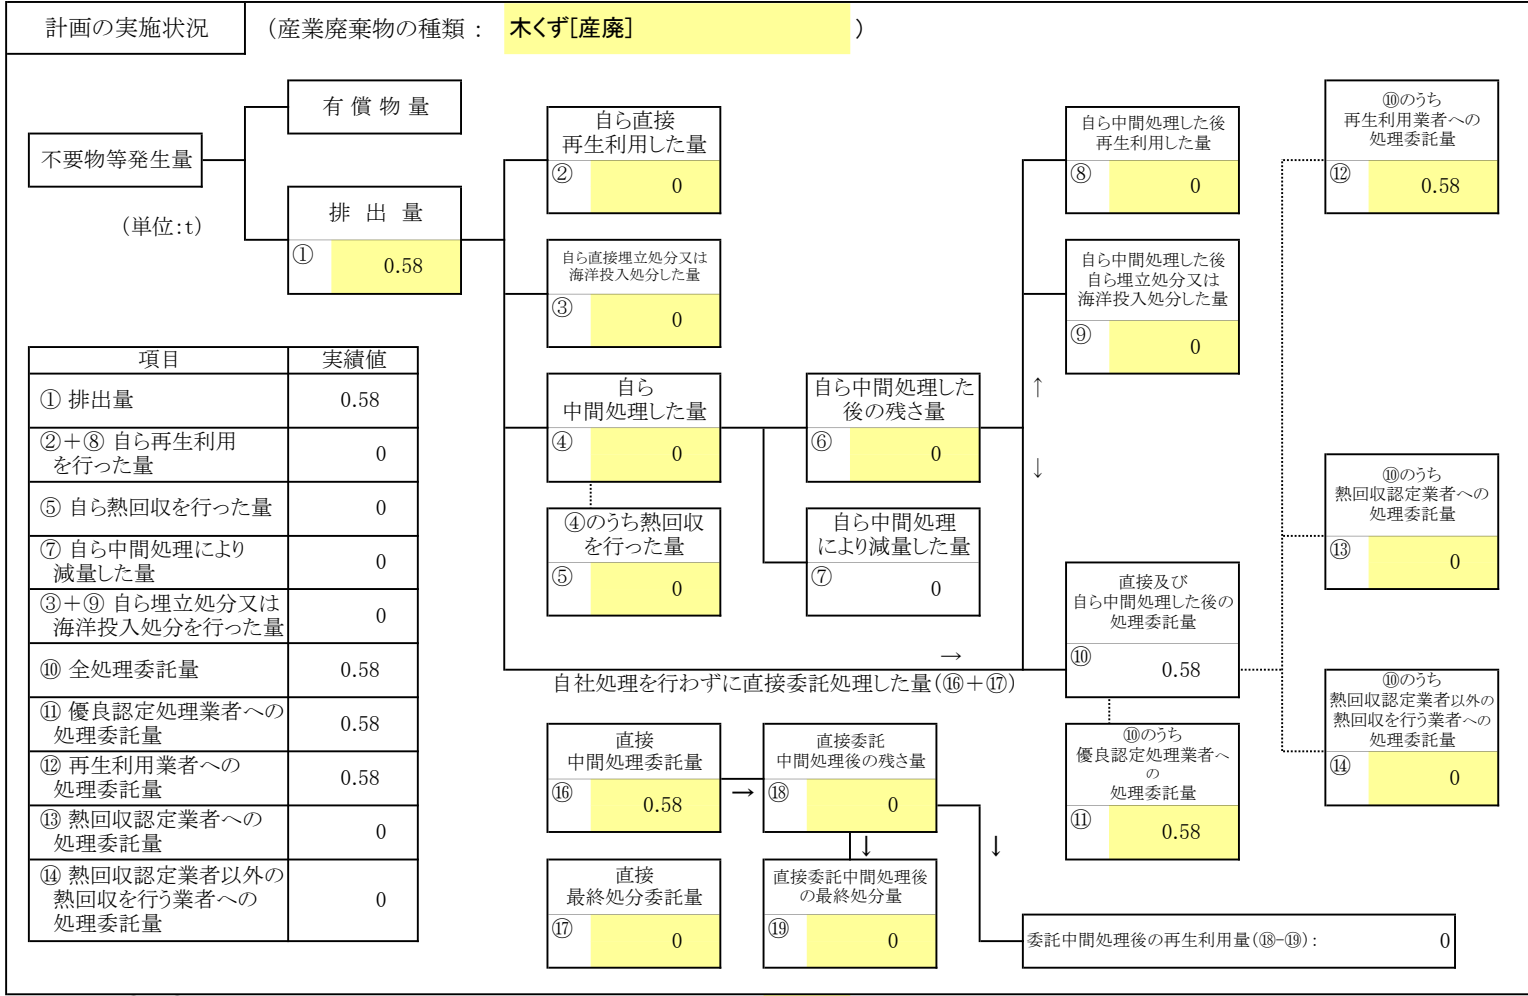 計画の実施状況
(産業廃棄物の種類： 木くず[産廃] )
不要物等発生量
(単位:t)
有 償 物 量
排 出 量
① 0.58
自ら直接
再生利用した量
② 0
自ら直接埋立処分又は
海洋投入処分した量
③ 0
自ら
中間処理した量
④ 0
④のうち熱回収
を行った量
⑤ 0
自ら中間処理した
後の残さ量
⑥ 0
自ら中間処理
により減量した量
⑦ 0
自ら中間処理した後
再生利用した量
⑧ 0
自ら中間処理した後
自ら埋立処分又は
海洋投入処分した量
⑨ 0
↑
↓
直接及び
自ら中間処理した後の
処理委託量
⑩ 0.58
⑩のうち
優良認定処理業者へ
の
処理委託量
⑪ 0.58
⑩のうち
再生利用業者への
処理委託量
⑫ 0.58
⑩のうち
熱回収認定業者への
処理委託量
⑬ 0
⑩のうち
熱回収認定業者以外の
熱回収を行う業者への
処理委託量
⑭ 0
→
自社処理を行わずに直接委託処理した量(⑯＋⑰)
直接
中間処理委託量
⑯ 0.58
→
直接委託
中間処理後の残さ量
⑱ 0
↓
↓
直接
最終処分委託量
⑰ 0
直接委託中間処理後
の最終処分量
⑲ 0
委託中間処理後の再生利用量(⑱-⑲)： 0
項目 実績値
① 排出量 0.58
②＋⑧ 自ら再生利用
を行った量 0
⑤ 自ら熱回収を行った量 0
⑦ 自ら中間処理により
減量した量 0
③＋⑨ 自ら埋立処分又は
海洋投入処分を行った量 0
⑩ 全処理委託量 0.58
⑪ 優良認定処理業者への
処理委託量 0.58
⑫ 再生利用業者への
処理委託量 0.58
⑬ 熱回収認定業者への
処理委託量 0
⑭ 熱回収認定業者以外の
熱回収を行う業者への
処理委託量 0